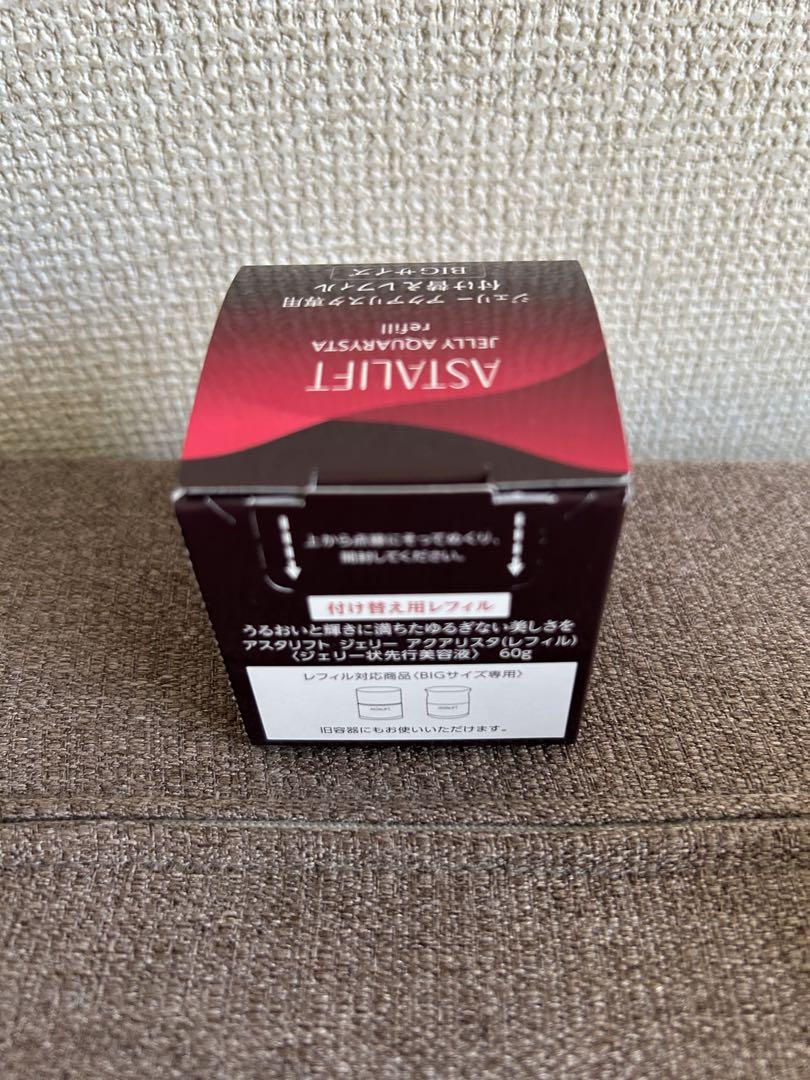 ASTALIFT
JELLY AQUARYSTA
refill
ジェリー アクアリスタ専用
付け替えレフィル
BIGサイズ
上から点線にそってめくり、
開封してください。
付け替え用レフィル
うるおいと輝きに満ちたゆるぎない美しさを
アスタリフト ジェリー アクアリスタ(レフィル)
〈ジェリー状先行美容液〉 60g
レフィル対応商品〈BIGサイズ専用〉
ASTALIFT ASTALIFT
旧容器にもお使いいただけます。